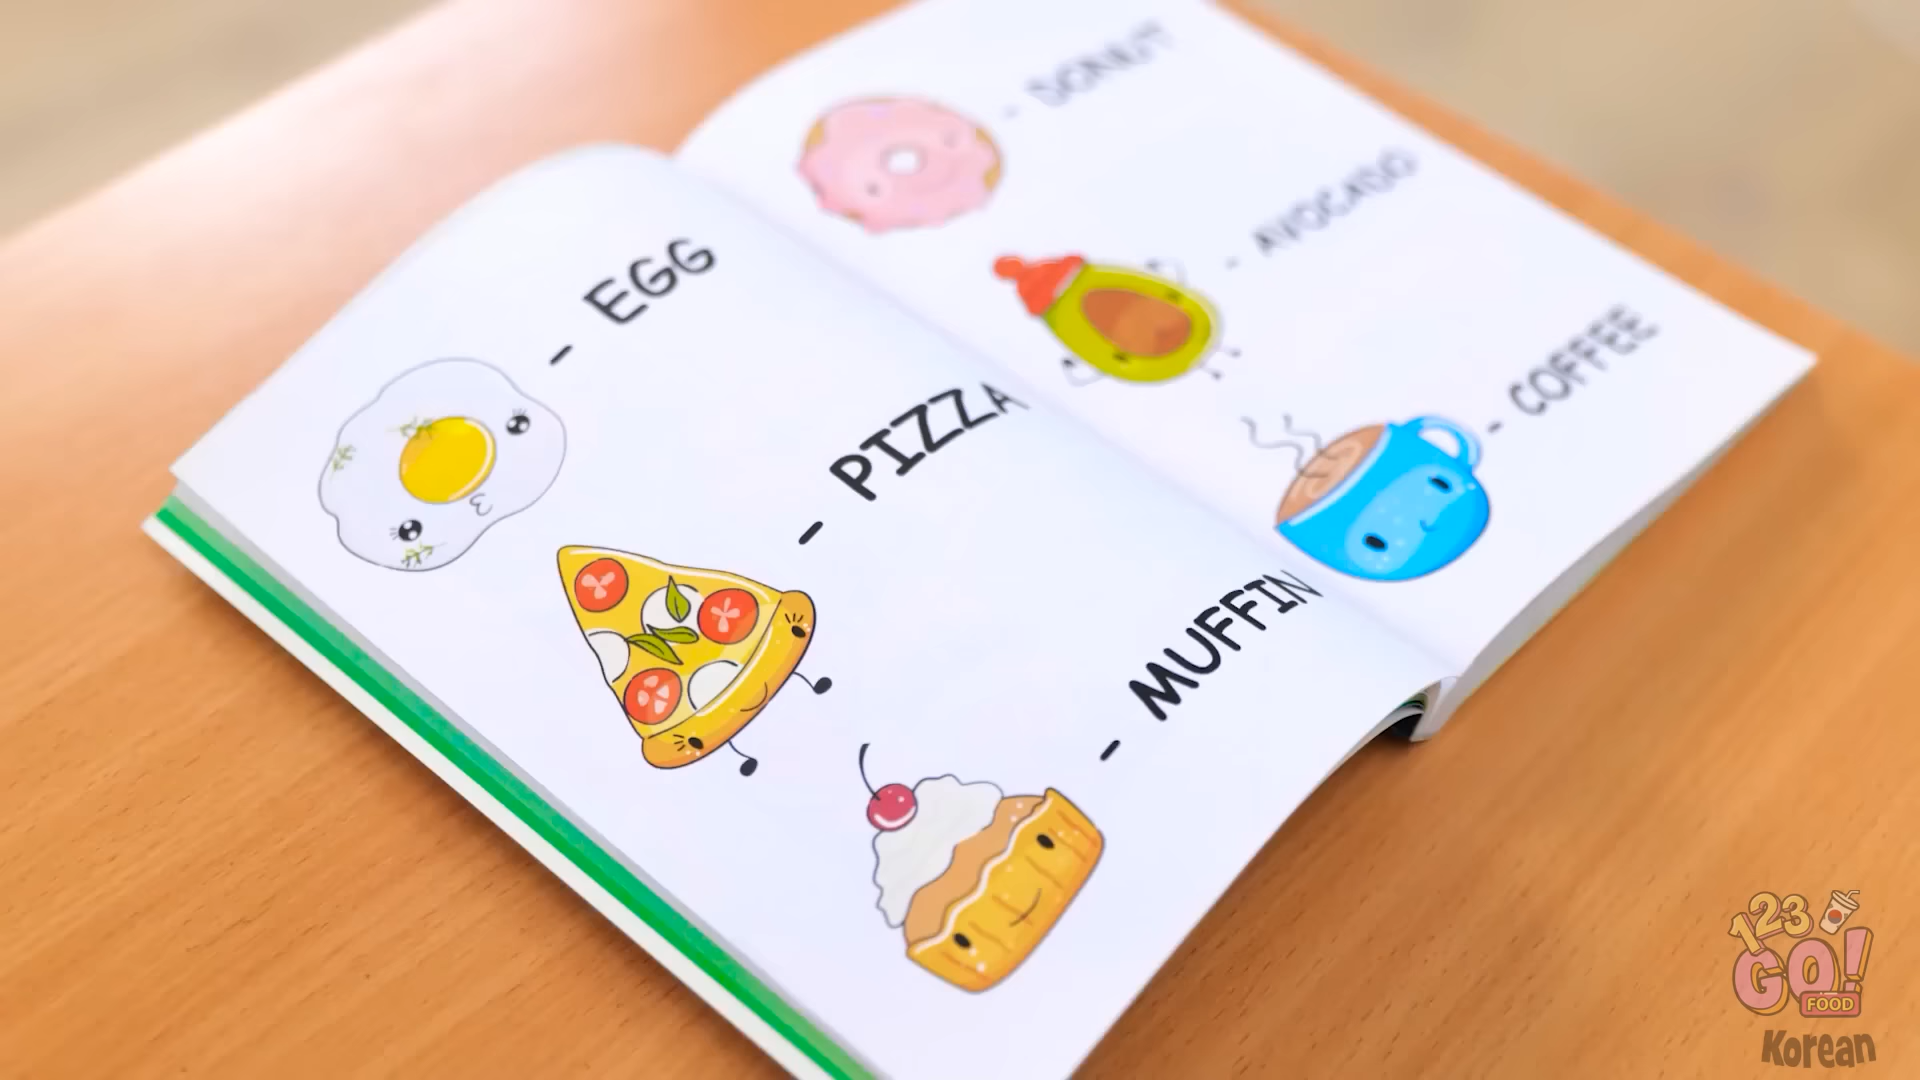 - EGG
- PIZZA
- MUFFIN
- DONUT
- AVOCADO
- COFFEE
123 GO! FOOD
Korean